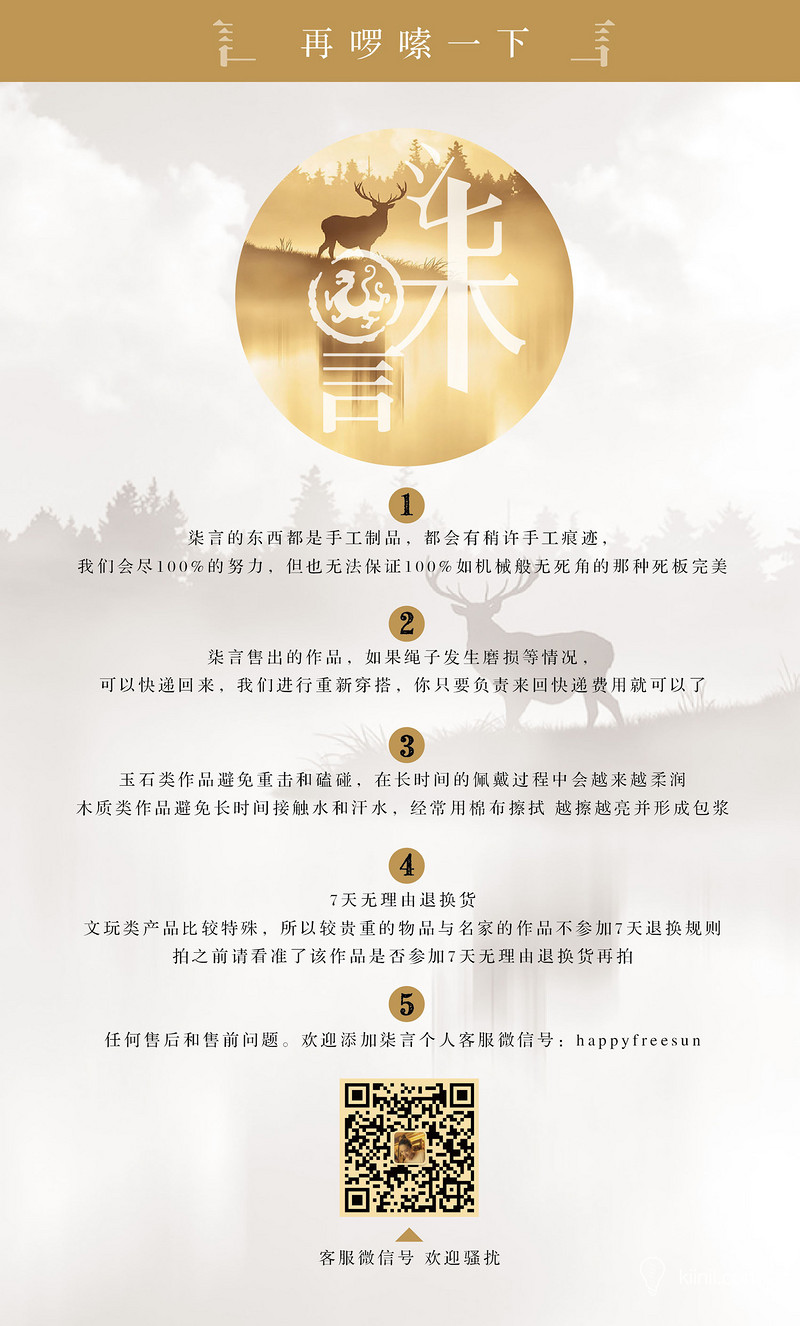 再啰嗦一下
柒言
1
柒言的东西都是手工制品，都会有稍许手工痕迹，
我们会尽100%的努力，但也无法保证100%如机械般无死角的那种死板完美
2
柒言售出的作品，如果绳子发生磨损等情况，
可以快递回来，我们进行重新穿搭，你只要负责来回快递费用就可以了
3
玉石类作品避免重击和磕碰，在长时间的佩戴过程中会越来越柔润
木质类作品避免长时间接触水和汗水，经常用棉布擦拭 越擦越亮并形成包浆
4
7天无理由退换货
文玩类产品比较特殊，所以较贵重的物品与名家的作品不参加7天退换规则
拍之前请看准了该作品是否参加7天无理由退换货再拍
5
任何售后和售前问题。欢迎添加柒言个人客服微信号：happyfreesun
客服微信号 欢迎骚扰